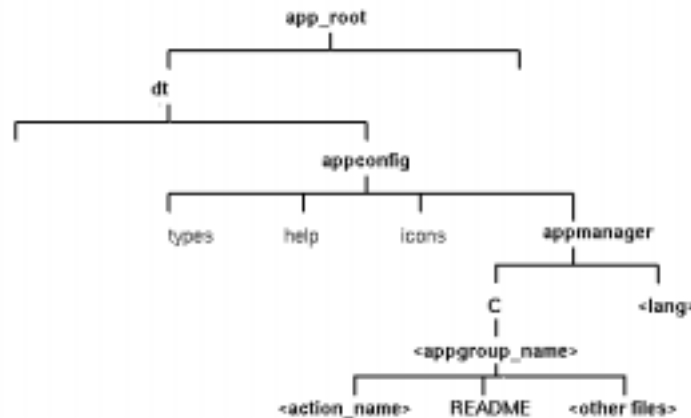 app_root
dt
appconfig
types help icons appmanager
C <lang>
<appgroup_name>
<action_name> README <other files>